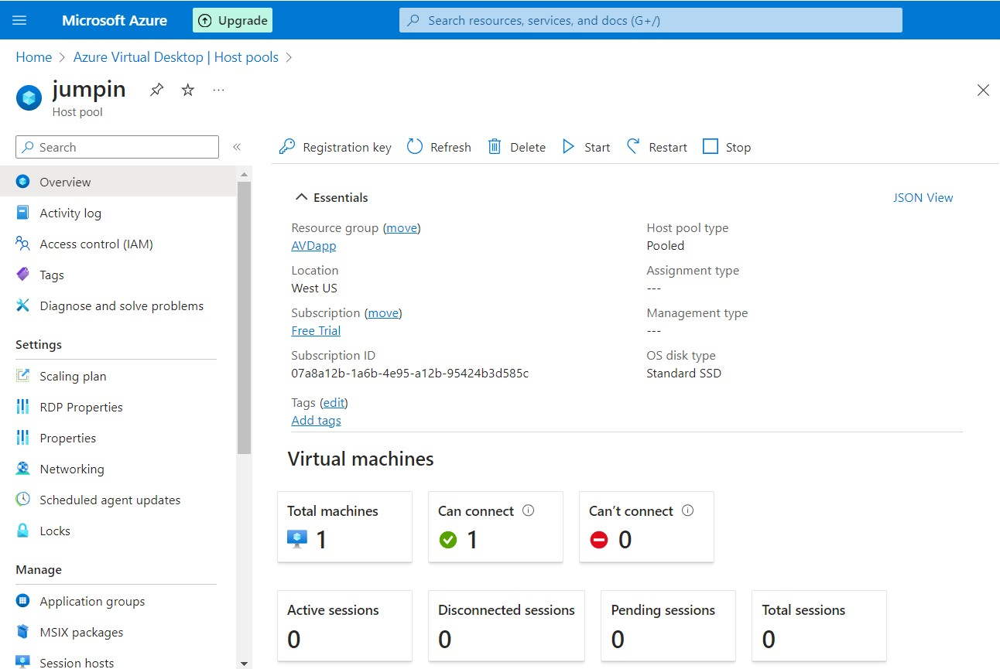 Microsoft Azure Upgrade Search resources, services, and docs (G+/)
Home > Azure Virtual Desktop | Host pools >
jumpin ...
Host pool
Search «
Registration key Refresh Delete Start Restart Stop
Overview
Activity log
Access control (IAM)
Tags
Diagnose and solve problems
Settings
Scaling plan
RDP Properties
Properties
Networking
Scheduled agent updates
Locks
Manage
Application groups
MSIX packages
Session hosts
Essentials JSON View
Resource group (move)
AVDapp
Location
West US
Subscription (move)
Free Trial
Subscription ID
07a8a12b-1a6b-4e95-a12b-95424b3d585c
Tags (edit)
Add tags
Host pool type
Pooled
Assignment type
---
Management type
---
OS disk type
Standard SSD
Virtual machines
Total machines
1
Can connect
1
Can't connect
0
Active sessions
0
Disconnected sessions
0
Pending sessions
0
Total sessions
0